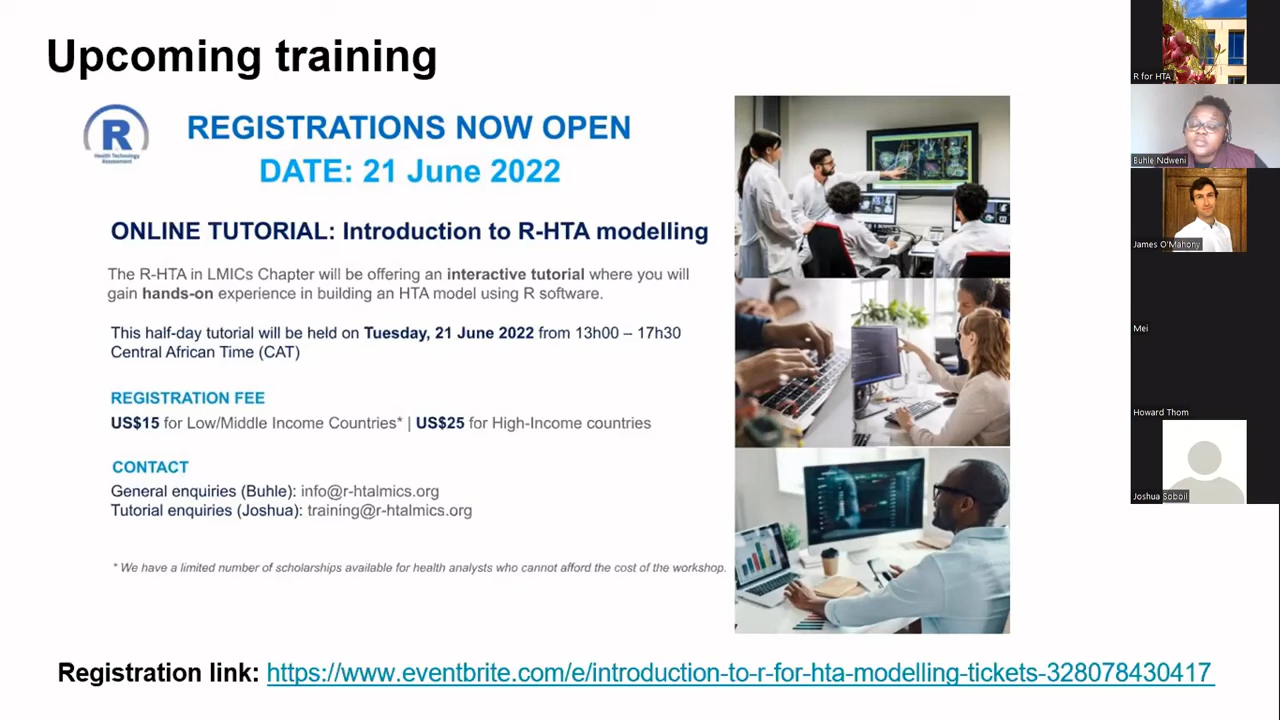 Upcoming training
R
Health Technology
Assessment
REGISTRATIONS NOW OPEN
DATE: 21 June 2022
ONLINE TUTORIAL: Introduction to R-HTA modelling
The R-HTA in LMICs Chapter will be offering an interactive tutorial where you will
gain hands-on experience in building an HTA model using R software.
This half-day tutorial will be held on Tuesday, 21 June 2022 from 13h00 – 17h30
Central African Time (CAT)
REGISTRATION FEE
US$15 for Low/Middle Income Countries* | US$25 for High-Income countries
CONTACT
General enquiries (Buhle): info@r-htalmics.org
Tutorial enquiries (Joshua): training@r-htalmics.org
* We have a limited number of scholarships available for health analysts who cannot afford the cost of the workshop.
Registration link: https://www.eventbrite.com/e/introduction-to-r-for-hta-modelling-tickets-328078430417
R for HTA
Buhle Ndweni
James O'Mahony
Mei
Howard Thom
Joshua Soboil